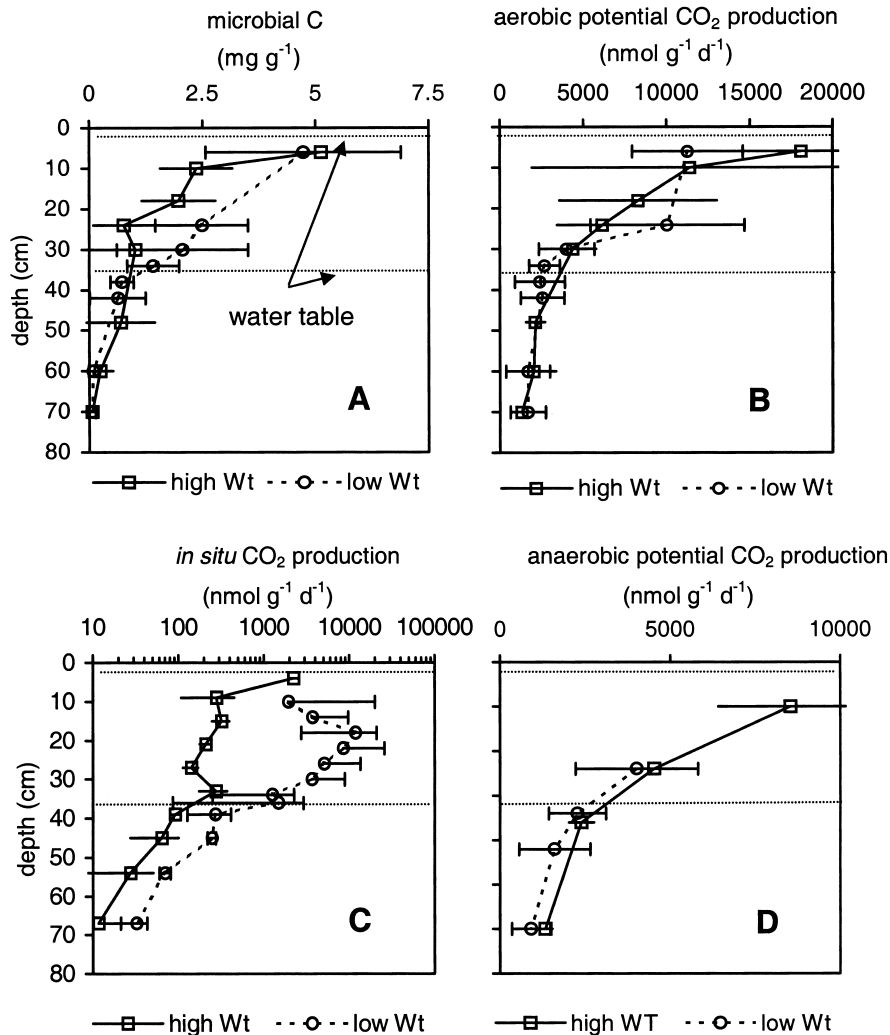 microbial C
(mg g⁻¹)
0 2.5 5 7.5
0
10
20
30
40
50
60
70
80
depth (cm)
water table
A
high Wt low Wt
aerobic potential CO₂ production
(nmol g⁻¹ d⁻¹)
0 5000 10000 15000 20000
B
high Wt low Wt
in situ CO₂ production
(nmol g⁻¹ d⁻¹)
10 100 1000 10000 100000
0
10
20
30
40
50
60
70
80
depth (cm)
C
high Wt low Wt
anaerobic potential CO₂ production
(nmol g⁻¹ d⁻¹)
0 5000 10000
D
high WT low Wt